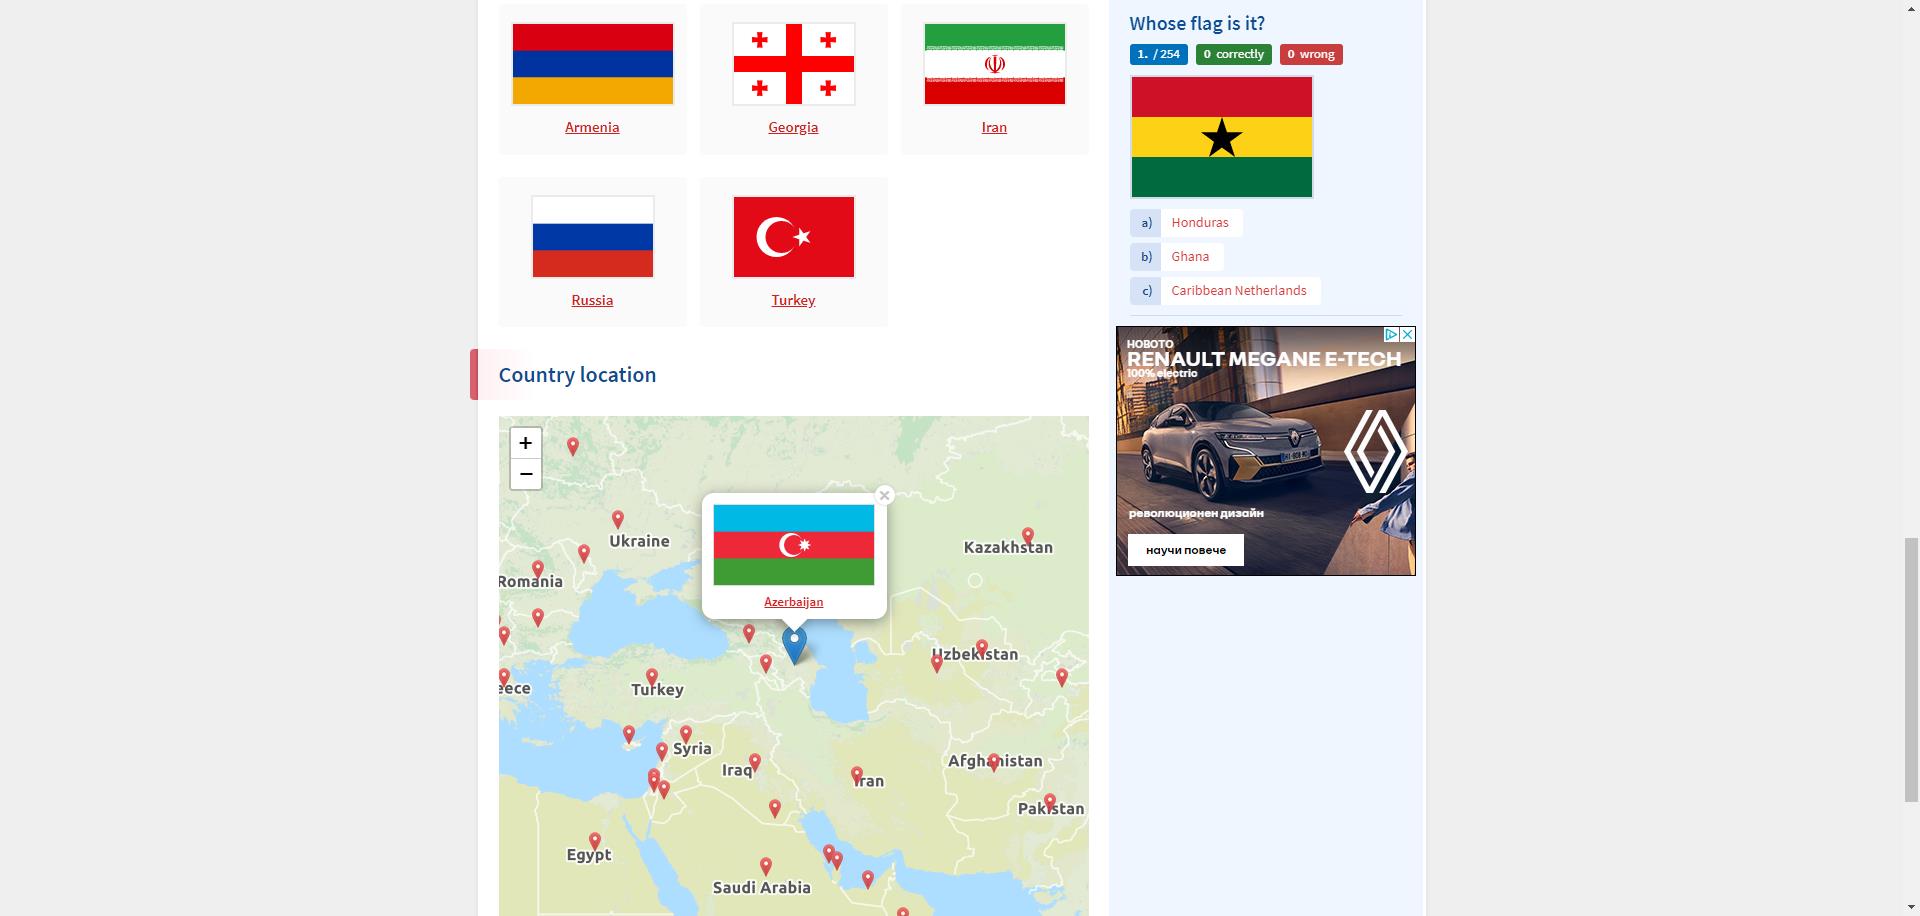 Armenia
Georgia
Iran
Russia
Turkey
Country location
+
−
Ukraine
Romania
Kazakhstan
Azerbaijan
Uzbekistan
eece
Turkey
Syria
Iraq
Iran
Afghanistan
Pakistan
Egypt
Saudi Arabia
Whose flag is it?
1. / 254 0 correctly 0 wrong
a) Honduras
b) Ghana
c) Caribbean Netherlands
НОВОТО
RENAULT MEGANE E-TECH
100% electric
революционен дизайн
научи повече